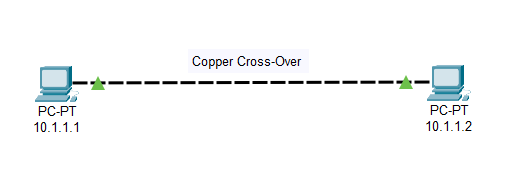 Copper Cross-Over
PC-PT
10.1.1.1
PC-PT
10.1.1.2